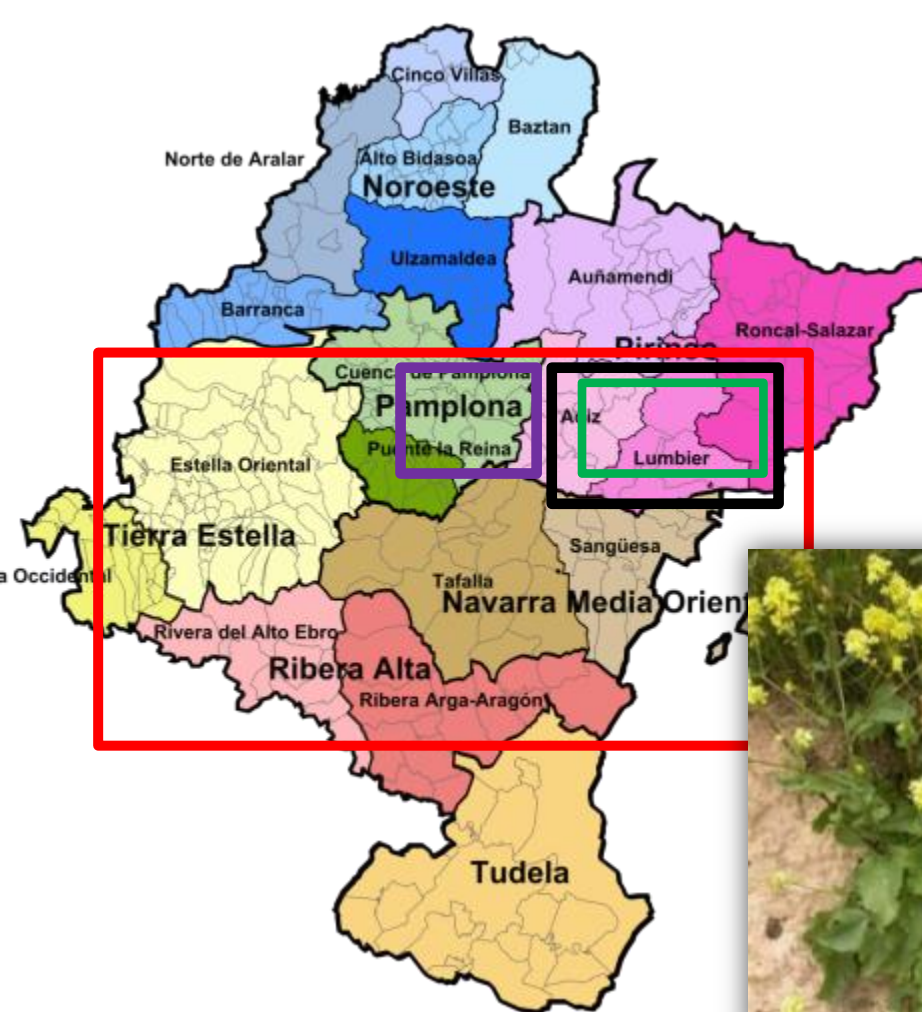 Cinco Villas
Baztan
Norte de Aralar
Alto Bidasoa
Noroeste
Ulzamaldea
Auñamendi
Barranca
Roncal-Salazar
Pirineo
Cuenca de Pamplona
Pamplona
Aoiz
Puente la Reina
Lumbier
Estella Oriental
Tierra Estella
Sangüesa
a Occidental
Tafalla
Navarra Media Orient
Rivera del Alto Ebro
Ribera Alta
Ribera Arga-Aragón
Tudela